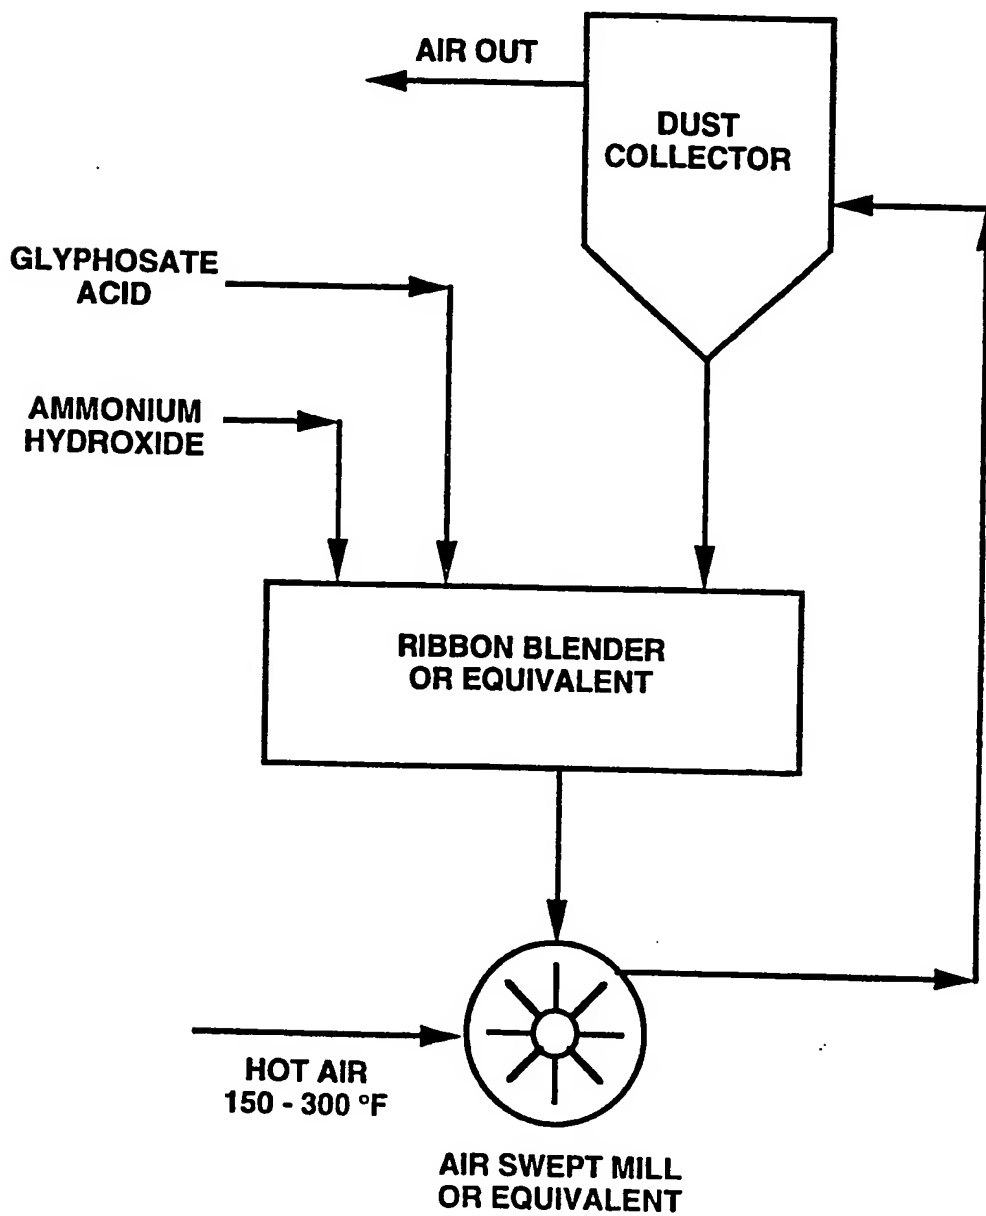 AIR OUT
DUST
COLLECTOR
GLYPHOSATE
ACID
AMMONIUM
HYDROXIDE
RIBBON BLENDER
OR EQUIVALENT
HOT AIR
150 - 300 °F
AIR SWEPT MILL
OR EQUIVALENT